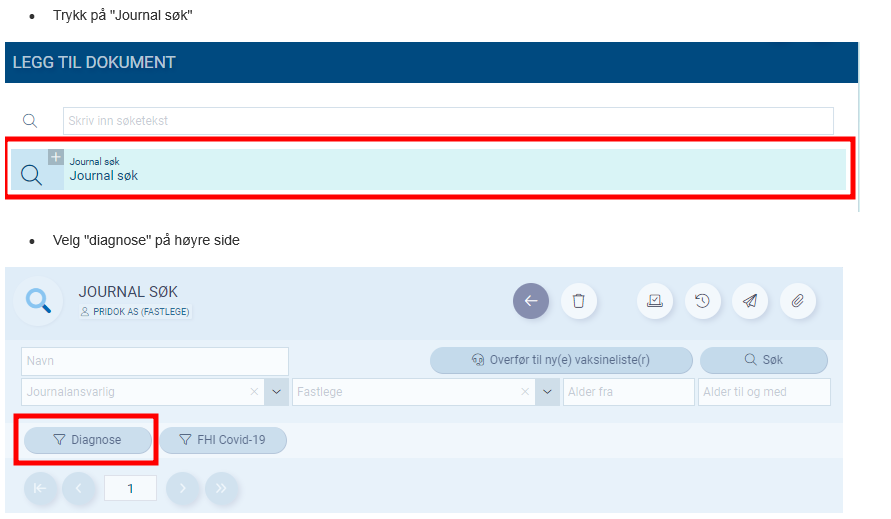 Trykk på "Journal søk"
LEGG TIL DOKUMENT
Skriv inn søketekst
Journal søk
Journal søk
Velg "diagnose" på høyre side
JOURNAL SØK
PRIDOK AS (FASTLEGE)
Navn
Overfør til ny(e) vaksineliste(r)
Søk
Journalansvarlig
Fastlege
Alder fra
Alder til og med
Diagnose
FHI Covid-19
1